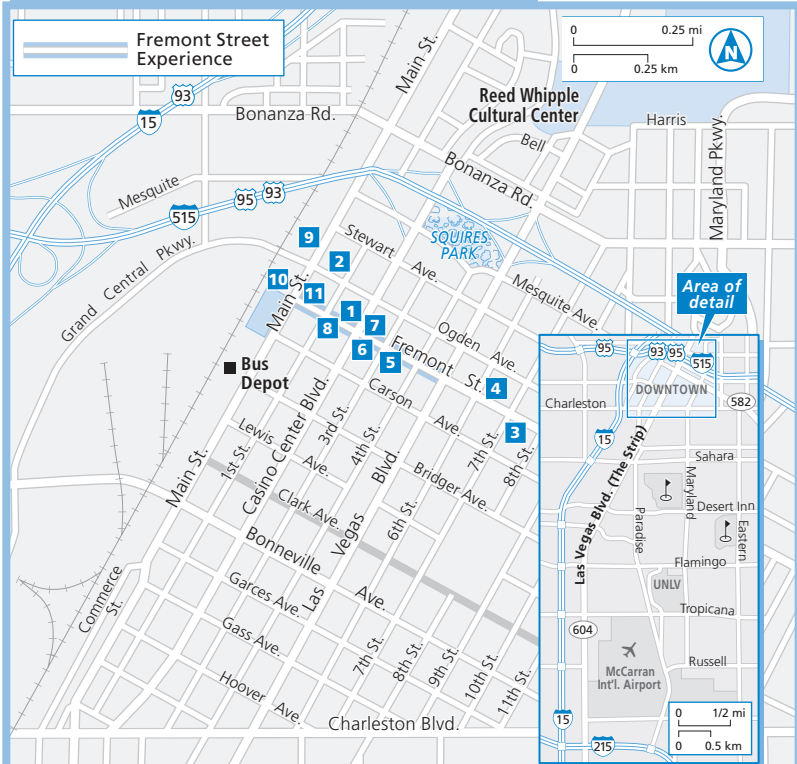 Fremont Street
Experience
0 0.25 mi
0 0.25 km
N
93
15
Bonanza Rd.
Main St.
Reed Whipple
Cultural Center
Bell
Harris
Maryland Pkwy.
Bonanza Rd.
Mesquite
95
93
515
Grand Central Pkwy.
9
2
10
11
1
7
8
6
5
4
3
Stewart Ave.
SQUIRES
PARK
Mesquite Ave.
Main St.
Ogden Ave.
Fremont St.
Bus
Depot
Carson Ave.
Lewis Ave.
Casino Center Blvd.
3rd St.
4th St.
7th St.
8th St.
1st St.
Main St.
Bridger Ave.
Clark Ave.
Las Vegas Blvd.
6th St.
Bonneville Ave.
Commerce
St.
Garces Ave.
Gass Ave.
Hoover Ave.
7th St.
8th St.
9th St.
10th St.
11th St.
Charleston Blvd.
Area of
detail
95
93
95
515
DOWNTOWN
Charleston
582
15
Sahara
Las Vegas Blvd. (The Strip)
Maryland
Desert Inn
Paradise
Eastern
Flamingo
UNLV
Tropicana
604
McCarran
Int'l. Airport
Russell
15
215
0 1/2 mi
0 0.5 km